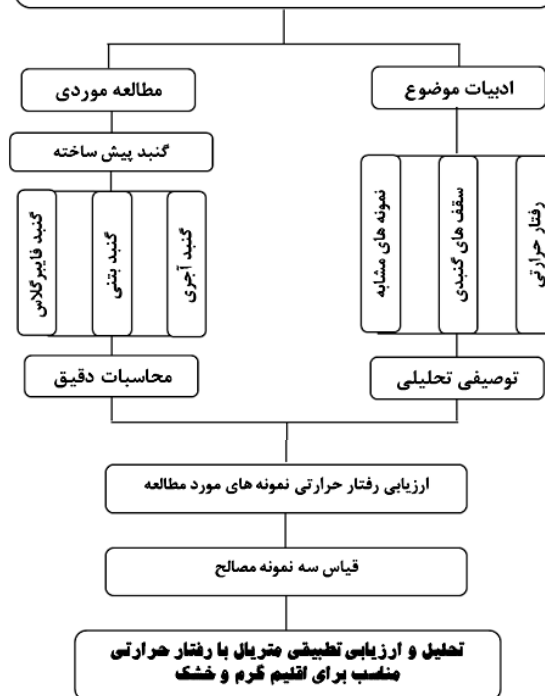 ادبیات موضوع
مطالعه موردی
گنبد پیش ساخته
رفتار حرارتی
سقف های گنبدی
نمونه های مشابه
گنبد آجری
گنبد بتنی
گنبد فایبرگلاس
توصیفی تحلیلی
محاسبات دقیق
ارزیابی رفتار حرارتی نمونه های مورد مطالعه
قیاس سه نمونه مصالح
تحلیل و ارزیابی تطبیقی متریال با رفتار حرارتی
مناسب برای اقلیم گرم و خشک